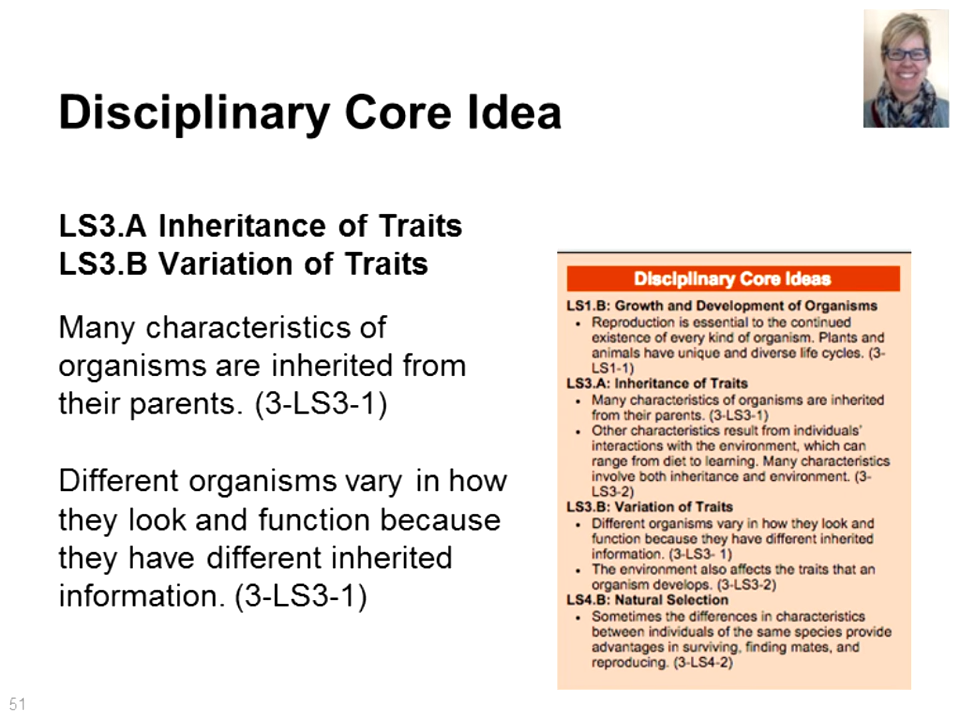 Disciplinary Core Idea
LS3.A Inheritance of Traits
LS3.B Variation of Traits
Many characteristics of
organisms are inherited from
their parents. (3-LS3-1)
Different organisms vary in how
they look and function because
they have different inherited
information. (3-LS3-1)
Disciplinary Core Ideas
LS1.B: Growth and Development of Organisms
• Reproduction is essential to the continued
existence of every kind of organism. Plants and
animals have unique and diverse life cycles. (3-
LS1-1)
LS3.A: Inheritance of Traits
• Many characteristics of organisms are inherited
from their parents. (3-LS3-1)
• Other characteristics result from individuals'
interactions with the environment, which can
range from diet to learning. Many characteristics
involve both inheritance and environment. (3-
LS3-2)
LS3.B: Variation of Traits
• Different organisms vary in how they look and
function because they have different inherited
information. (3-LS3- 1)
• The environment also affects the traits that an
organism develops. (3-LS3-2)
LS4.B: Natural Selection
• Sometimes the differences in characteristics
between individuals of the same species provide
advantages in surviving, finding mates, and
reproducing. (3-LS4-2)
51